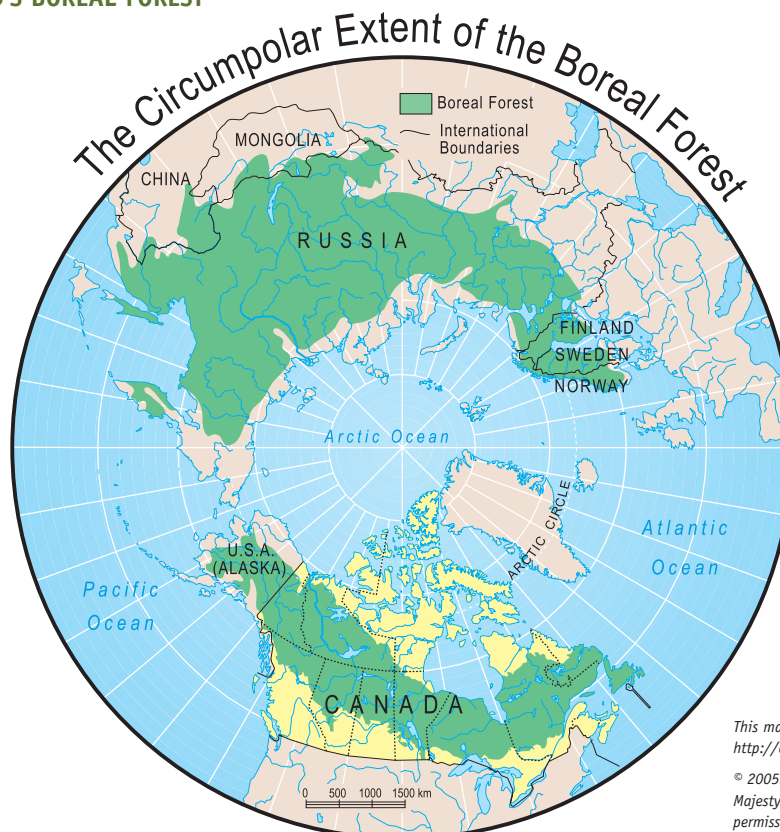 'S BOREAL FOREST
The Circumpolar Extent of the Boreal Forest
Boreal Forest
International
Boundaries
MONGOLIA
CHINA
RUSSIA
FINLAND
SWEDEN
NORWAY
Arctic Ocean
ARCTIC CIRCLE
Atlantic
Ocean
U.S.A.
(ALASKA)
Pacific
Ocean
CANADA
0 500 1000 1500 km
This ma
http://
© 2005
Majesty
permiss